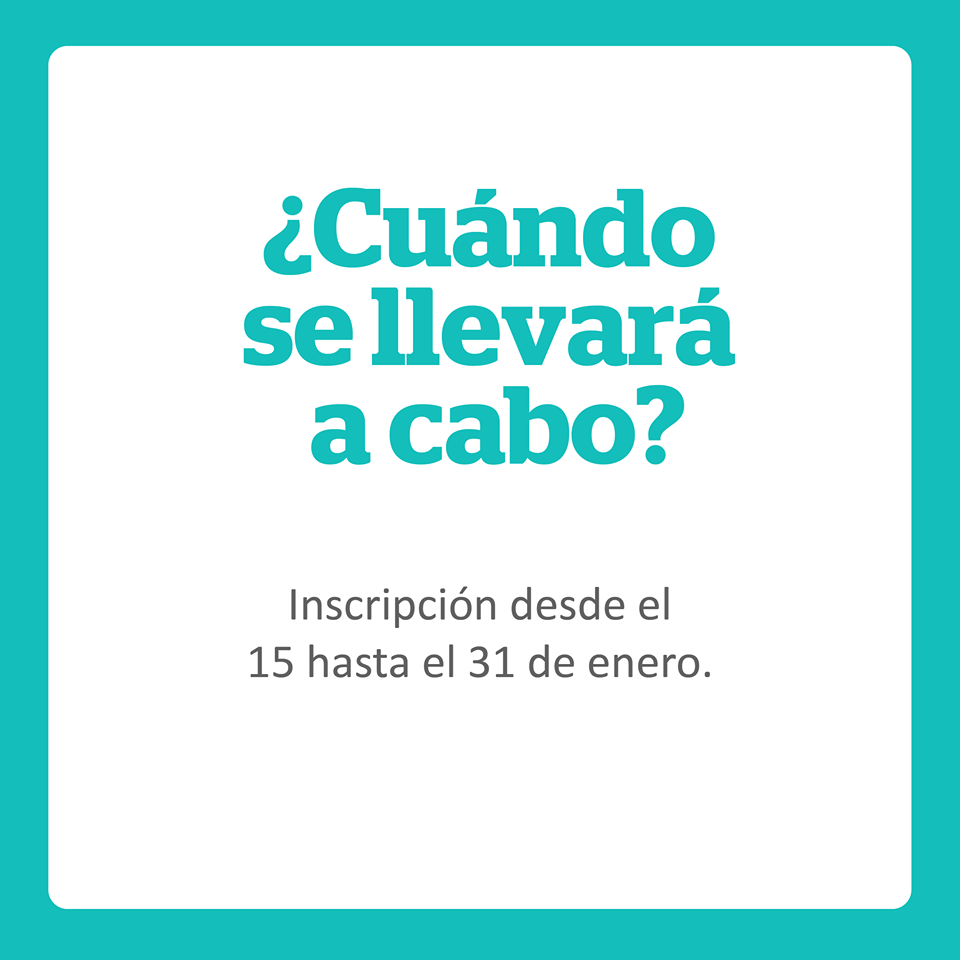 ¿Cuándo
se llevará
a cabo?
Inscripción desde el
15 hasta el 31 de enero.